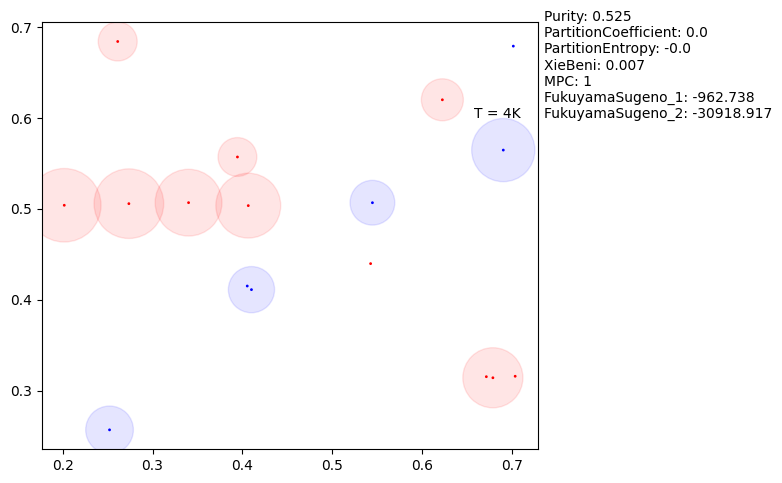 Purity: 0.525
PartitionCoefficient: 0.0
PartitionEntropy: -0.0
XieBeni: 0.007
MPC: 1
FukuyamaSugeno_1: -962.738
FukuyamaSugeno_2: -30918.917
T = 4K
0.7
0.6
0.5
0.4
0.3
0.2 0.3 0.4 0.5 0.6 0.7